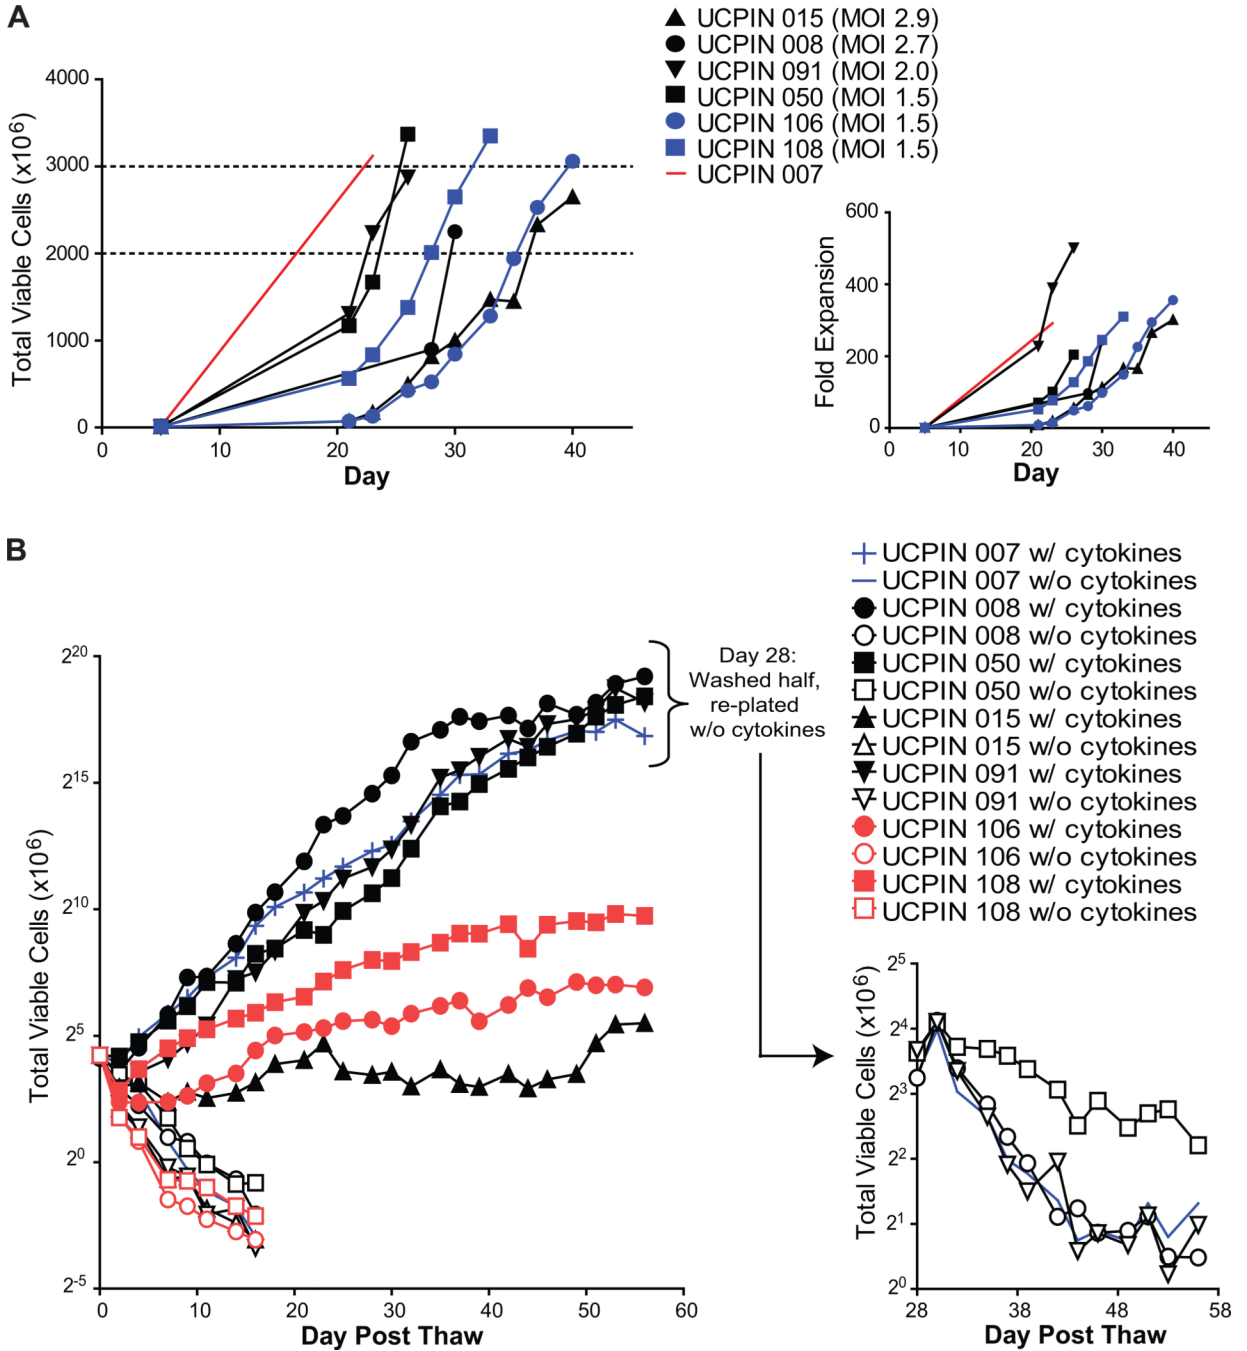 A
UCPIN 015 (MOI 2.9)
UCPIN 008 (MOI 2.7)
UCPIN 091 (MOI 2.0)
UCPIN 050 (MOI 1.5)
UCPIN 106 (MOI 1.5)
UCPIN 108 (MOI 1.5)
UCPIN 007
Total Viable Cells (x10⁶)
4000
3000
2000
1000
0
0 10 20 30 40
Day
Fold Expansion
600
400
200
0
0 10 20 30 40
Day
B
UCPIN 007 w/ cytokines
UCPIN 007 w/o cytokines
UCPIN 008 w/ cytokines
UCPIN 008 w/o cytokines
UCPIN 050 w/ cytokines
UCPIN 050 w/o cytokines
UCPIN 015 w/ cytokines
UCPIN 015 w/o cytokines
UCPIN 091 w/ cytokines
UCPIN 091 w/o cytokines
UCPIN 106 w/ cytokines
UCPIN 106 w/o cytokines
UCPIN 108 w/ cytokines
UCPIN 108 w/o cytokines
Total Viable Cells (x10⁶)
2²⁰
2¹⁵
2¹⁰
2⁵
2⁰
2⁻⁵
0 10 20 30 40 50 60
Day Post Thaw
Day 28:
Washed half,
re-plated
w/o cytokines
Total Viable Cells (x10⁶)
2⁵
2⁴
2³
2²
2¹
2⁰
28 38 48 58
Day Post Thaw